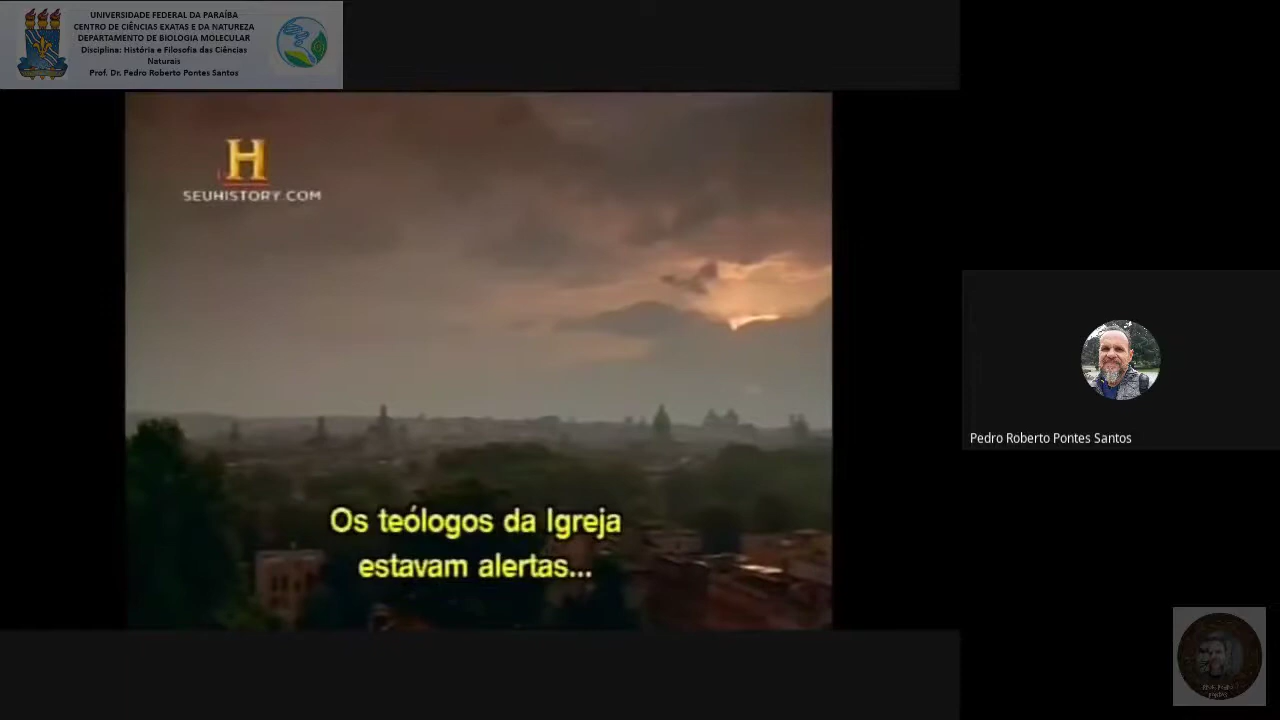 UNIVERSIDADE FEDERAL DA PARAÍBA
CENTRO DE CIÊNCIAS EXATAS E DA NATUREZA
DEPARTAMENTO DE BIOLOGIA MOLECULAR
Disciplina: História e Filosofia das Ciências
Naturais
Prof. Dr. Pedro Roberto Pontes Santos
H
SEUHISTORY.COM
Os teólogos da Igreja
estavam alertas...
Pedro Roberto Pontes Santos